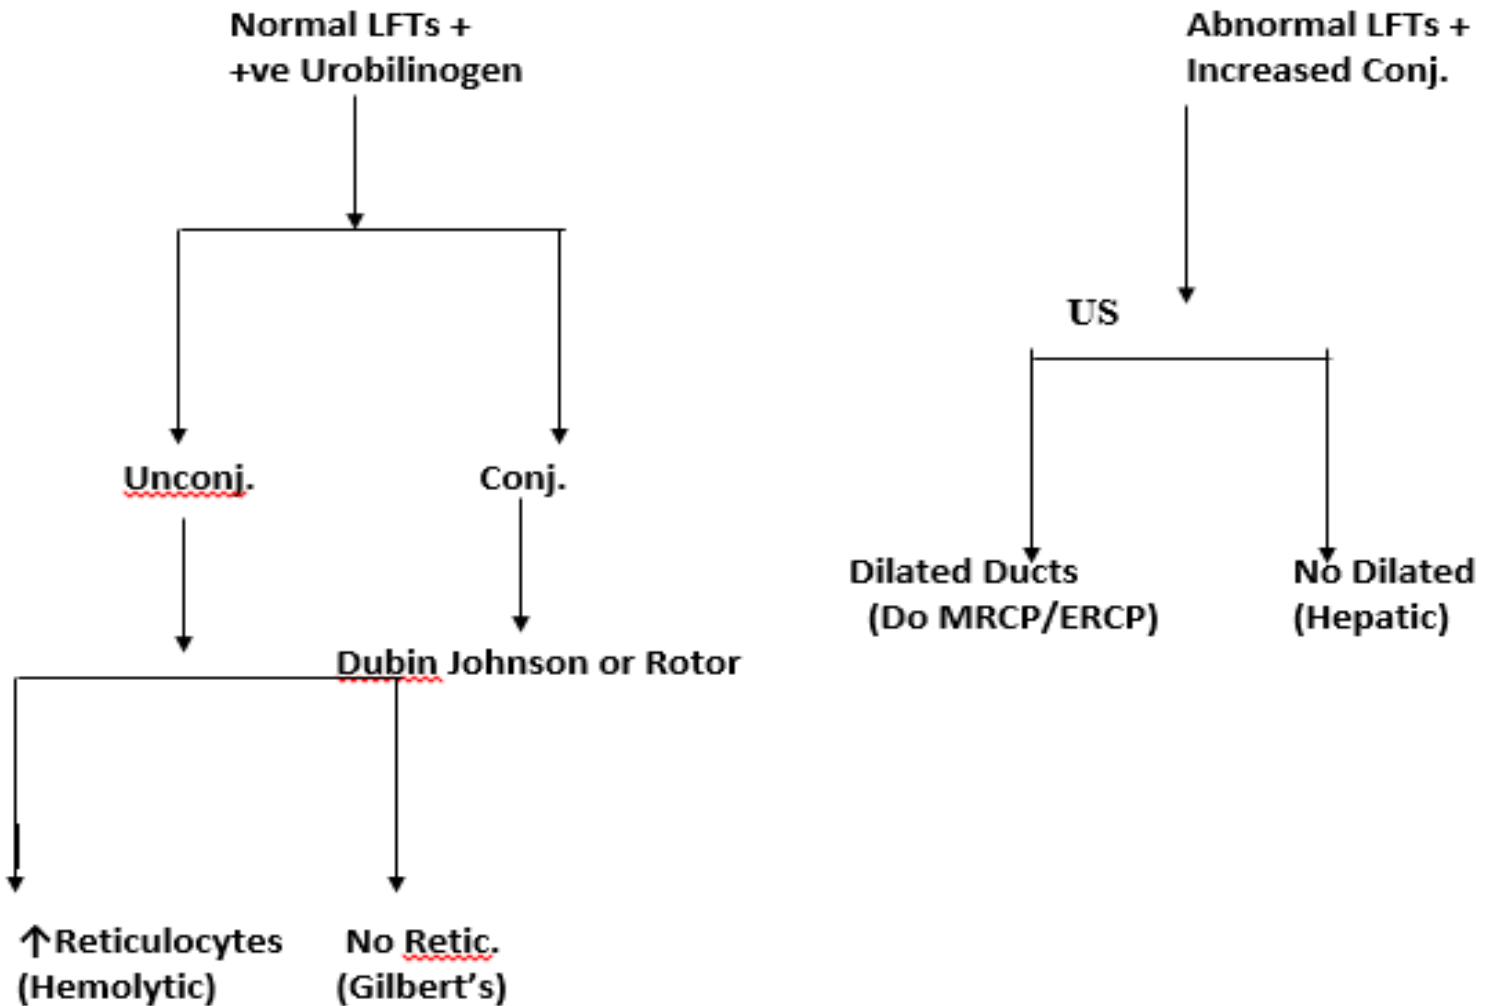 Normal LFTs +
+ve Urobilinogen
Abnormal LFTs +
Increased Conj.
US
Unconj.
Conj.
Dilated Ducts
(Do MRCP/ERCP)
No Dilated
(Hepatic)
Dubin Johnson or Rotor
↑Reticulocytes
(Hemolytic)
No Retic.
(Gilbert’s)